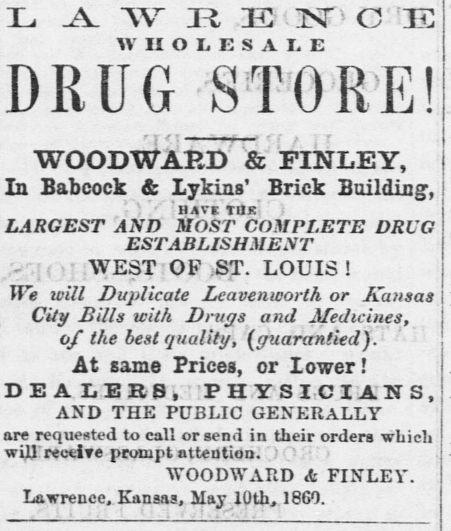 LAWRENCE
WHOLESALE
DRUG STORE!
WOODWARD & FINLEY,
In Babcock & Lykins' Brick Building,
HAVE THE
LARGEST AND MOST COMPLETE DRUG
ESTABLISHMENT
WEST OF ST. LOUIS!
We will Duplicate Leavenworth or Kansas
City Bills with Drugs and Medicines,
of the best quality, (guarantied).
At same Prices, or Lower!
DEALERS, PHYSICIANS,
AND THE PUBLIC GENERALLY
are requested to call or send in their orders which
will receive prompt attention.
WOODWARD & FINLEY.
Lawrence, Kansas, May 10th, 1860.